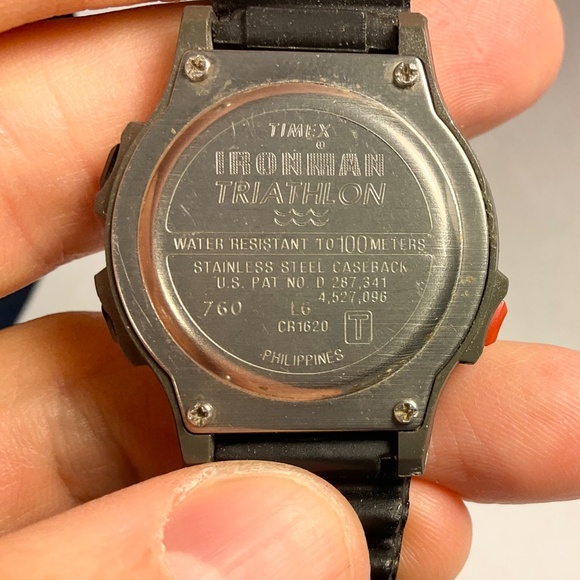 TIMEX
®
IRONMAN
TRIATHLON
WATER RESISTANT TO 100 METERS
STAINLESS STEEL CASEBACK
U.S. PAT NO D 287,341
4,527,096
760 L6
CR1620 T
PHILIPPINES